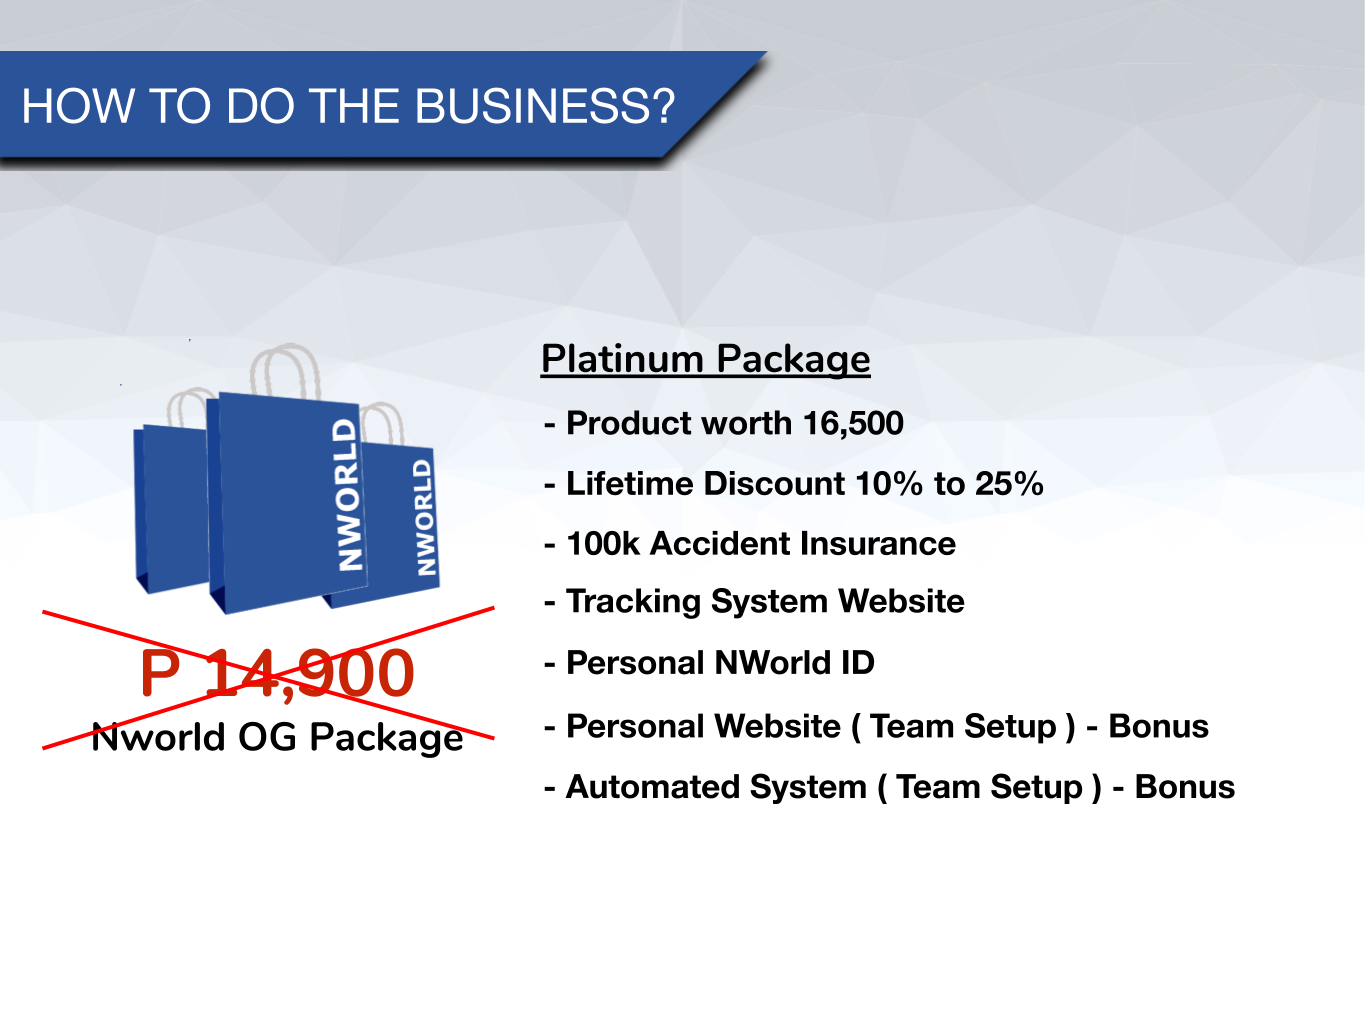 HOW TO DO THE BUSINESS?
NWORLD
NWORLD
P 14,900
Nworld OG Package
Platinum Package
- Product worth 16,500
- Lifetime Discount 10% to 25%
- 100k Accident Insurance
- Tracking System Website
- Personal NWorld ID
- Personal Website ( Team Setup ) - Bonus
- Automated System ( Team Setup ) - Bonus